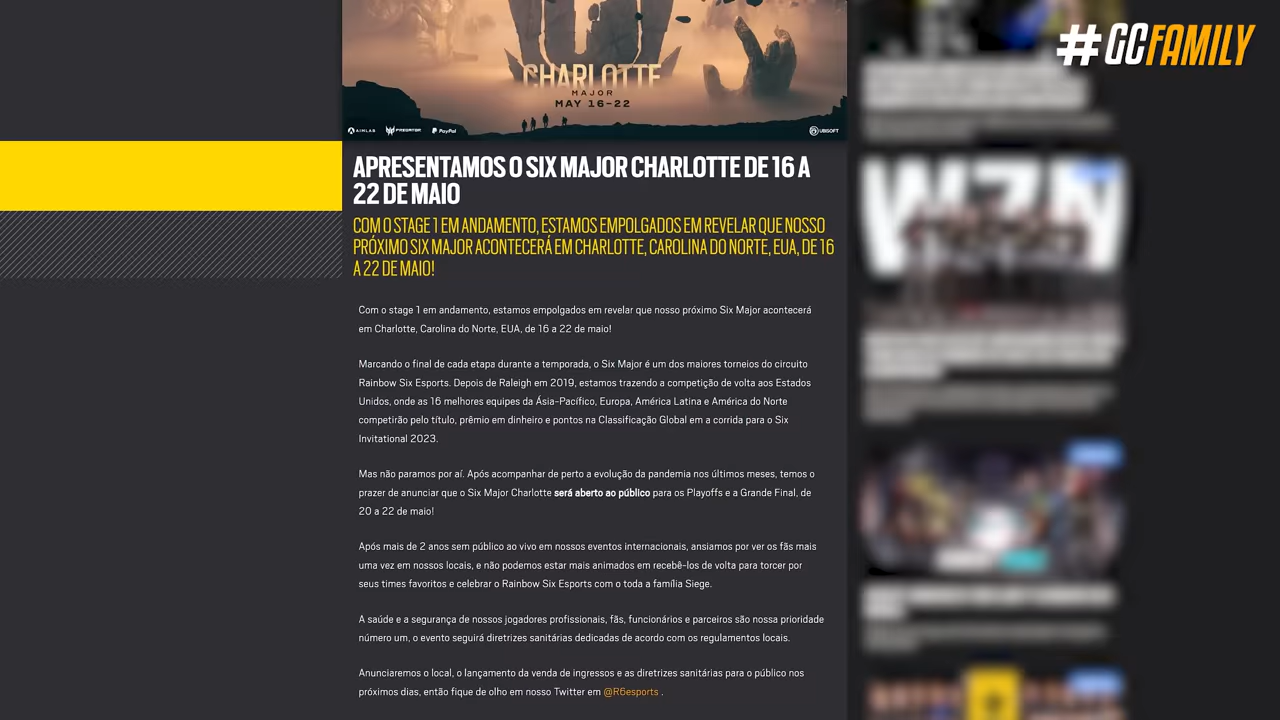 #GCFAMILY
CHARLOTTE
MAJOR
MAY 16-22
AIMLAB PREDATOR PayPal UBISOFT
APRESENTAMOS O SIX MAJOR CHARLOTTE DE 16 A
22 DE MAIO
COM O STAGE 1 EM ANDAMENTO, ESTAMOS EMPOLGADOS EM REVELAR QUE NOSSO
PRÓXIMO SIX MAJOR ACONTECERÁ EM CHARLOTTE, CAROLINA DO NORTE, EUA, DE 16
A 22 DE MAIO!
Com o stage 1 em andamento, estamos empolgados em revelar que nosso próximo Six Major acontecerá
em Charlotte, Carolina do Norte, EUA, de 16 a 22 de maio!
Marcando o final de cada etapa durante a temporada, o Six Major é um dos maiores torneios do circuito
Rainbow Six Esports. Depois de Raleigh em 2019, estamos trazendo a competição de volta aos Estados
Unidos, onde as 16 melhores equipes da Ásia-Pacífico, Europa, América Latina e América do Norte
competirão pelo título, prêmio em dinheiro e pontos na Classificação Global em a corrida para o Six
Invitational 2023.
Mas não paramos por aí. Após acompanhar de perto a evolução da pandemia nos últimos meses, temos o
prazer de anunciar que o Six Major Charlotte será aberto ao público para os Playoffs e a Grande Final, de
20 a 22 de maio!
Após mais de 2 anos sem público ao vivo em nossos eventos internacionais, ansiamos por ver os fãs mais
uma vez em nossos locais, e não podemos estar mais animados em recebê-los de volta para torcer por
seus times favoritos e celebrar o Rainbow Six Esports com o toda a família Siege.
A saúde e a segurança de nossos jogadores profissionais, fãs, funcionários e parceiros são nossa prioridade
número um, o evento seguirá diretrizes sanitárias dedicadas de acordo com os regulamentos locais.
Anunciaremos o local, o lançamento da venda de ingressos e as diretrizes sanitárias para o público nos
próximos dias, então fique de olho em nosso Twitter em @R6esports .